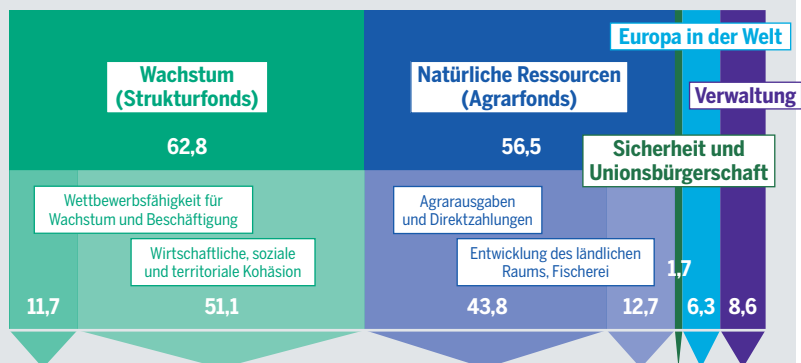 Europa in der Welt
Wachstum
(Strukturfonds)
62,8
Natürliche Ressourcen
(Agrarfonds)
56,5
Verwaltung
Sicherheit und
Unionsbürgerschaft
Wettbewerbsfähigkeit für
Wachstum und Beschäftigung
Wirtschaftliche, soziale
und territoriale Kohäsion
Agrarausgaben
und Direktzahlungen
Entwicklung des ländlichen
Raums, Fischerei
11,7
51,1
43,8
12,7
1,7
6,3
8,6